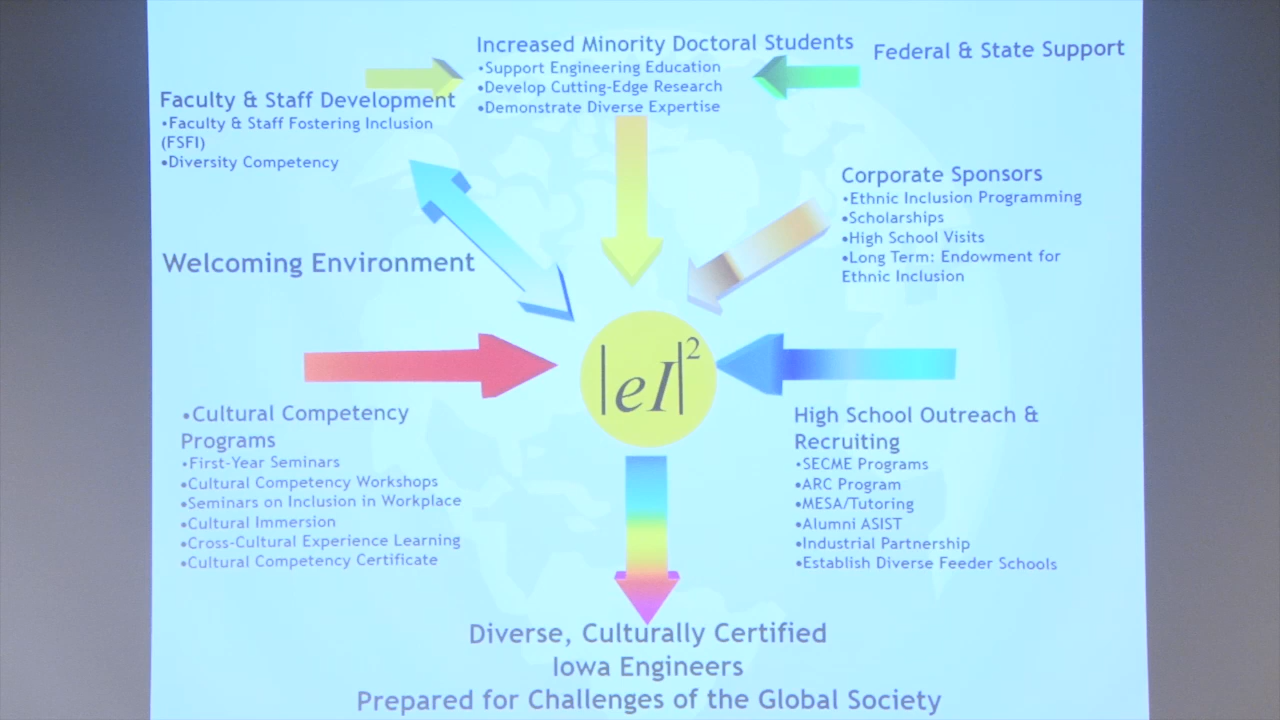 Increased Minority Doctoral Students
•Support Engineering Education
•Develop Cutting-Edge Research
•Demonstrate Diverse Expertise
Federal & State Support
Faculty & Staff Development
•Faculty & Staff Fostering Inclusion
(FSFI)
•Diversity Competency
Corporate Sponsors
•Ethnic Inclusion Programming
•Scholarships
•High School Visits
•Long Term: Endowment for
Ethnic Inclusion
Welcoming Environment
|eI|²
•Cultural Competency
Programs
•First-Year Seminars
•Cultural Competency Workshops
•Seminars on Inclusion in Workplace
•Cultural Immersion
•Cross-Cultural Experience Learning
•Cultural Competency Certificate
High School Outreach &
Recruiting
•SECME Programs
•ARC Program
•MESA/Tutoring
•Alumni ASIST
•Industrial Partnership
•Establish Diverse Feeder Schools
Diverse, Culturally Certified
Iowa Engineers
Prepared for Challenges of the Global Society